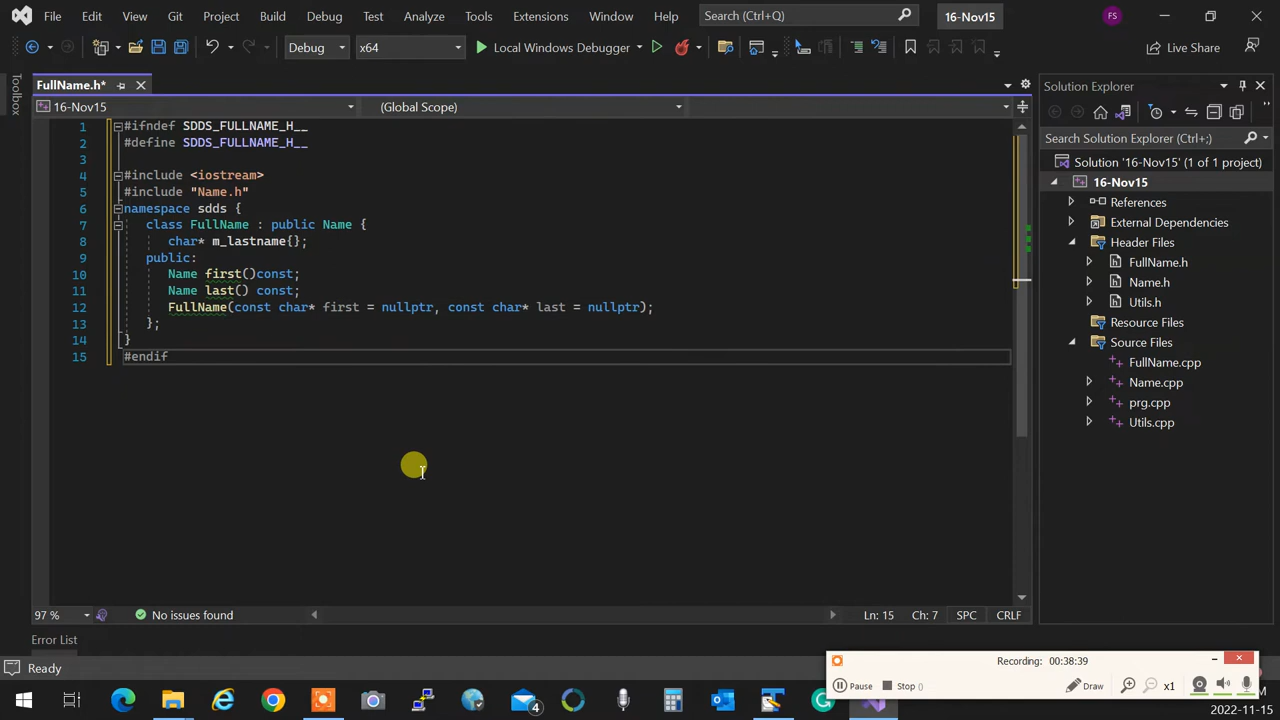 File Edit View Git Project Build Debug Test Analyze Tools Extensions Window Help Search (Ctrl+Q) 16-Nov15 FS
Debug x64 Local Windows Debugger Live Share
Toolbox
FullName.h*
16-Nov15 (Global Scope)
1 #ifndef SDDS_FULLNAME_H__
2 #define SDDS_FULLNAME_H__
3
4 #include <iostream>
5 #include "Name.h"
6 namespace sdds {
7 class FullName : public Name {
8 char* m_lastname{};
9 public:
10 Name first()const;
11 Name last() const;
12 FullName(const char* first = nullptr, const char* last = nullptr);
13 };
14 }
15 #endif
97 % No issues found Ln: 15 Ch: 7 SPC CRLF
Error List
Ready
Solution Explorer
Search Solution Explorer (Ctrl+;)
Solution '16-Nov15' (1 of 1 project)
16-Nov15
References
External Dependencies
Header Files
FullName.h
Name.h
Utils.h
Resource Files
Source Files
FullName.cpp
Name.cpp
prg.cpp
Utils.cpp
Recording: 00:38:39
Pause Stop () Draw x1
4
2022-11-15